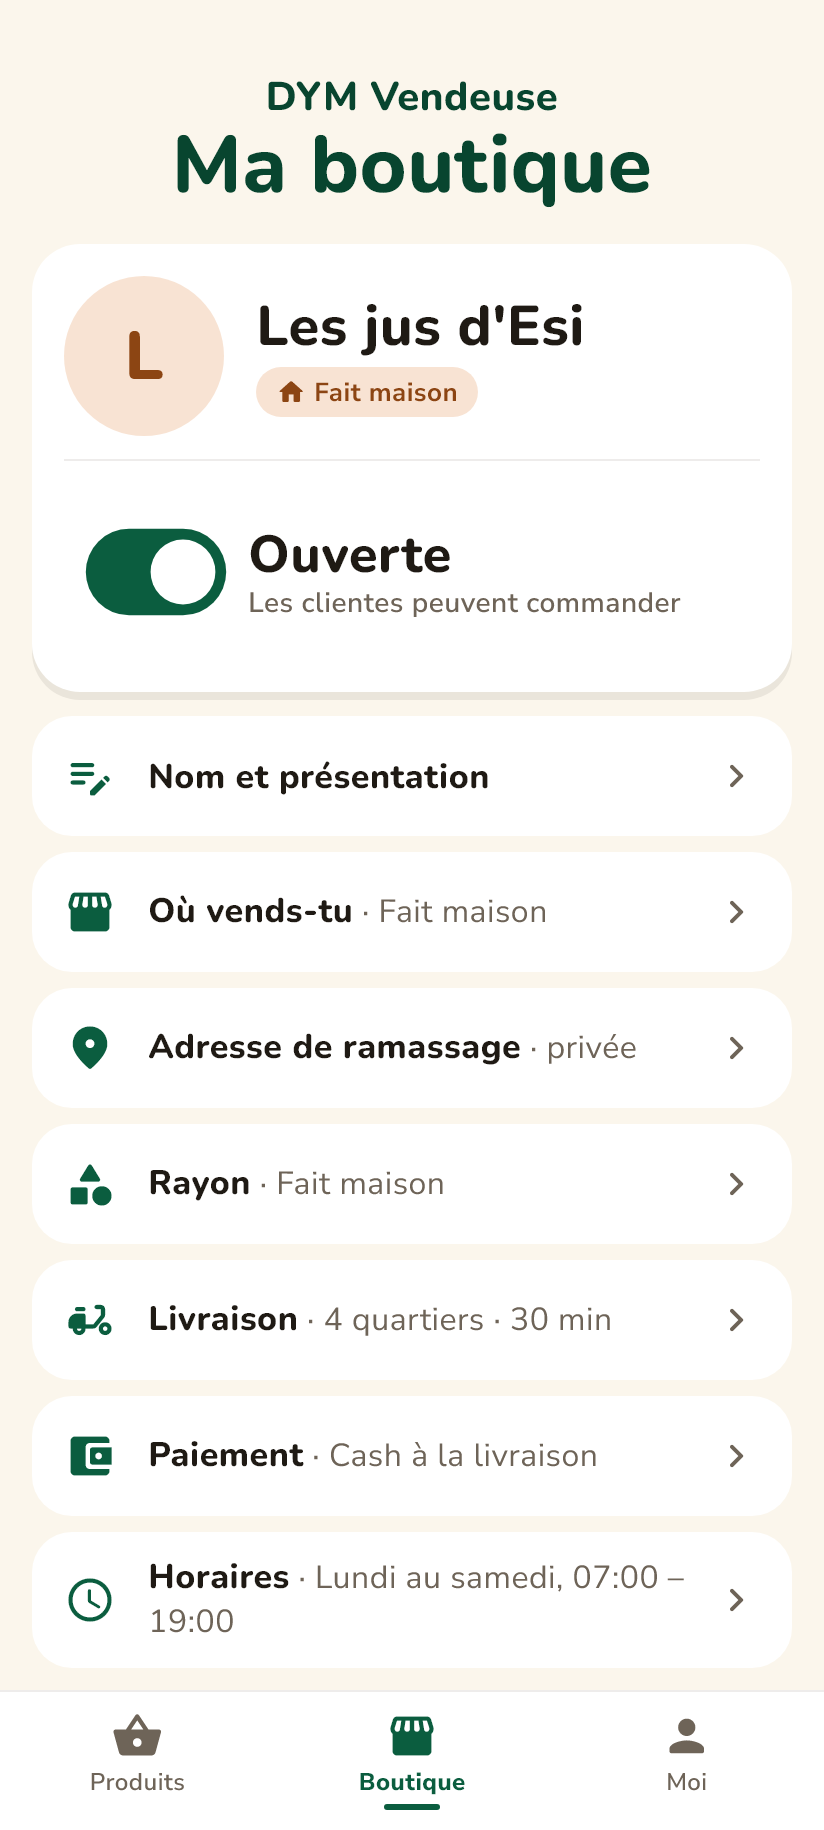 DYM Vendeuse
Ma boutique
L
Les jus d'Esi
Fait maison
Ouverte
Les clientes peuvent commander
Nom et présentation
Où vends-tu · Fait maison
Adresse de ramassage · privée
Rayon · Fait maison
Livraison · 4 quartiers · 30 min
Paiement · Cash à la livraison
Horaires · Lundi au samedi, 07:00 –
19:00
Produits
Boutique
Moi